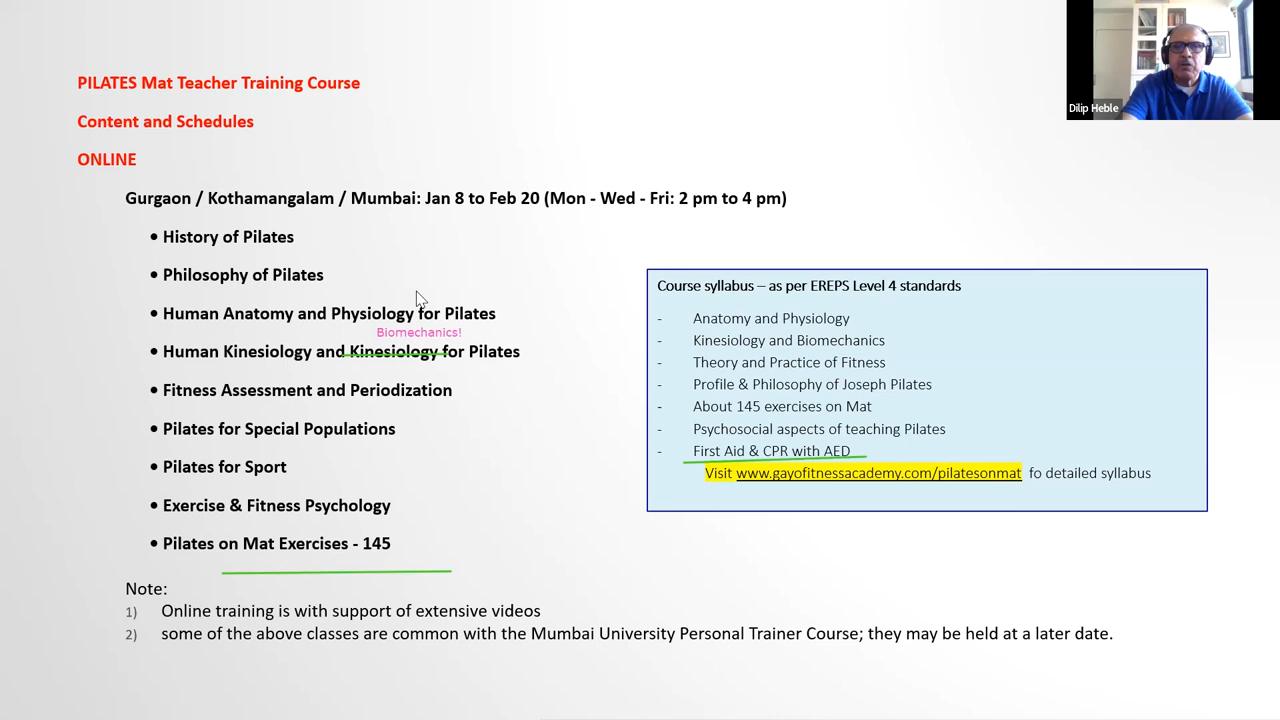 PILATES Mat Teacher Training Course
Content and Schedules
ONLINE
Gurgaon / Kothamangalam / Mumbai: Jan 8 to Feb 20 (Mon - Wed - Fri: 2 pm to 4 pm)
• History of Pilates
• Philosophy of Pilates
• Human Anatomy and Physiology for Pilates
Biomechanics!
• Human Kinesiology and Kinesiology for Pilates
• Fitness Assessment and Periodization
• Pilates for Special Populations
• Pilates for Sport
• Exercise & Fitness Psychology
• Pilates on Mat Exercises - 145
Course syllabus – as per EREPS Level 4 standards
- Anatomy and Physiology
- Kinesiology and Biomechanics
- Theory and Practice of Fitness
- Profile & Philosophy of Joseph Pilates
- About 145 exercises on Mat
- Psychosocial aspects of teaching Pilates
- First Aid & CPR with AED
Visit www.gayofitnessacademy.com/pilatesonmat fo detailed syllabus
Note:
1) Online training is with support of extensive videos
2) some of the above classes are common with the Mumbai University Personal Trainer Course; they may be held at a later date.
Dilip Heble